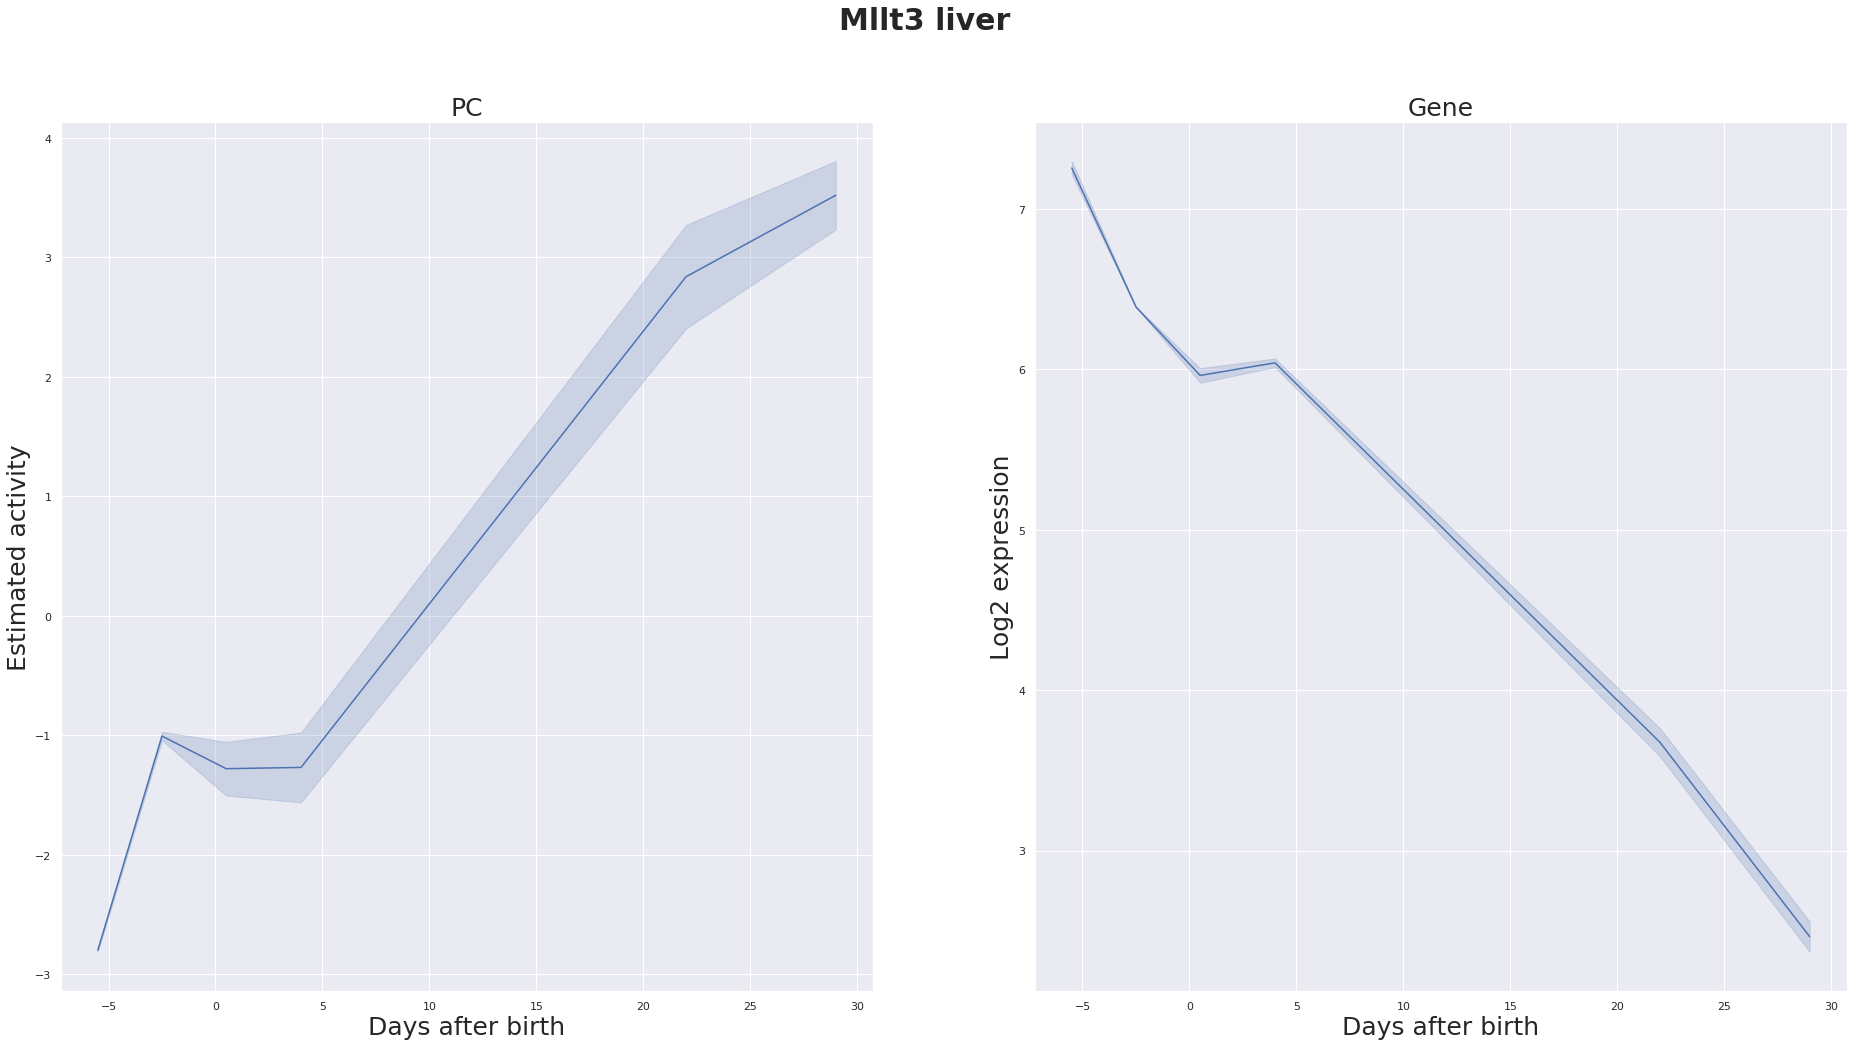 Mllt3 liver
PC
Estimated activity
4
3
2
1
0
−1
−2
−3
−5 0 5 10 15 20 25 30
Days after birth
Gene
Log2 expression
7
6
5
4
3
−5 0 5 10 15 20 25 30
Days after birth